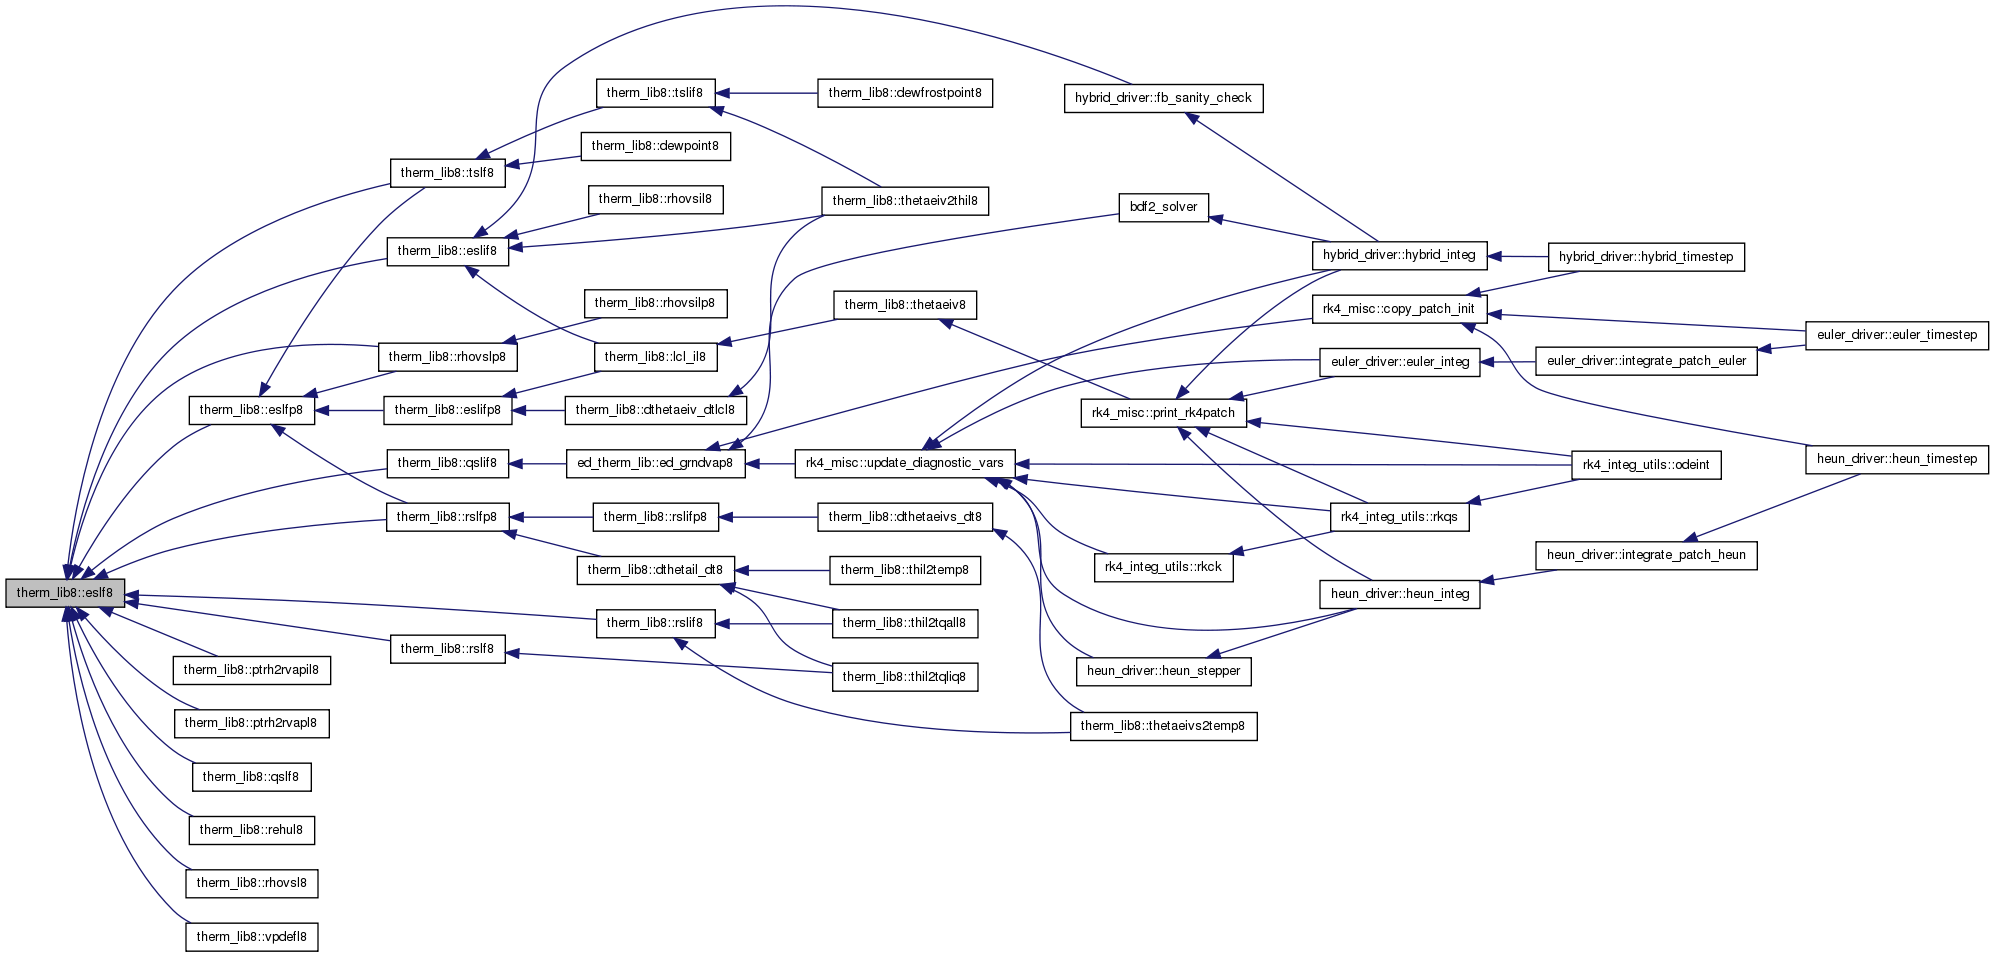 therm_lib8::eslf8
therm_lib8::tslf8
therm_lib8::eslif8
therm_lib8::rhovslp8
therm_lib8::eslfp8
therm_lib8::eslifp8
therm_lib8::qslif8
therm_lib8::rslfp8
therm_lib8::rslf8
therm_lib8::ptrh2rvapil8
therm_lib8::ptrh2rvapl8
therm_lib8::qslf8
therm_lib8::rehul8
therm_lib8::rhovsl8
therm_lib8::vpdefl8
therm_lib8::tslif8
therm_lib8::dewpoint8
therm_lib8::rhovsil8
therm_lib8::rhovsilp8
therm_lib8::lcl_il8
therm_lib8::dthetaeiv_dtlcl8
ed_therm_lib::ed_grndvap8
therm_lib8::rslifp8
therm_lib8::dthetail_dt8
therm_lib8::rslif8
therm_lib8::dewfrostpoint8
therm_lib8::thetaeiv2thil8
therm_lib8::thetaeiv8
rk4_misc::update_diagnostic_vars
therm_lib8::dthetaeivs_dt8
therm_lib8::thil2temp8
therm_lib8::thil2tqall8
therm_lib8::thil2tqliq8
hybrid_driver::fb_sanity_check
bdf2_solver
rk4_misc::print_rk4patch
rk4_integ_utils::rkck
heun_driver::heun_stepper
therm_lib8::thetaeivs2temp8
hybrid_driver::hybrid_integ
rk4_misc::copy_patch_init
euler_driver::euler_integ
rk4_integ_utils::rkqs
heun_driver::heun_integ
hybrid_driver::hybrid_timestep
euler_driver::integrate_patch_euler
rk4_integ_utils::odeint
heun_driver::integrate_patch_heun
euler_driver::euler_timestep
heun_driver::heun_timestep